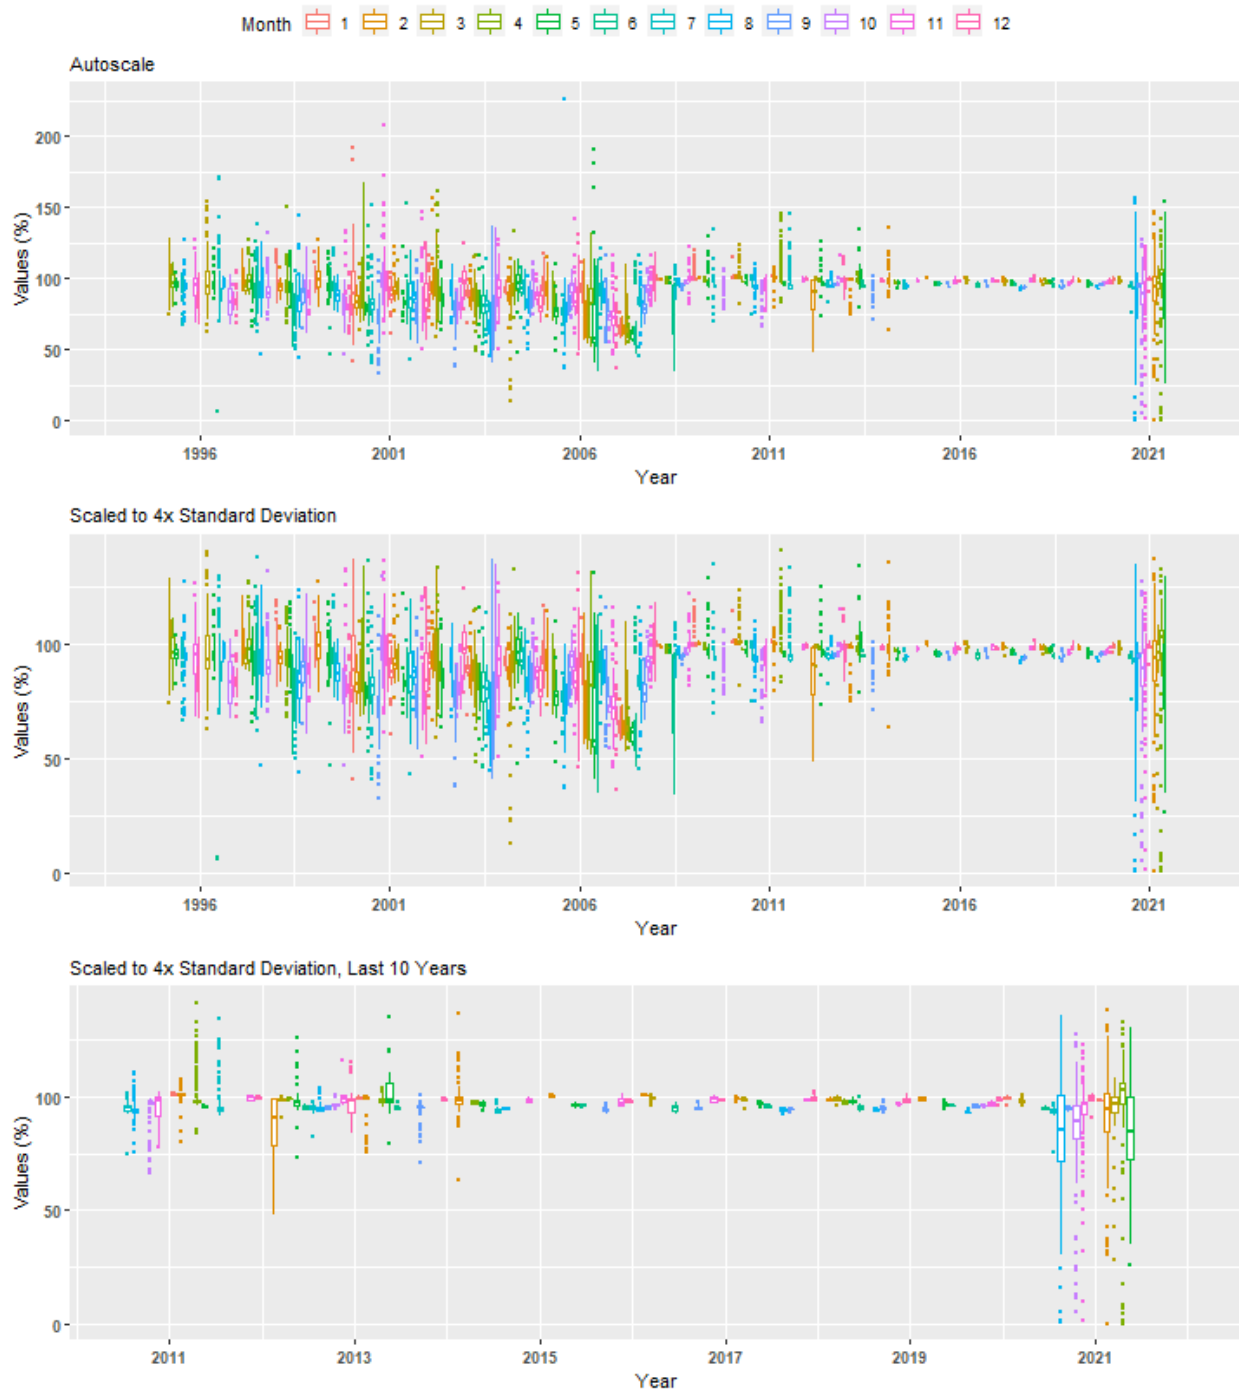 Month 1 2 3 4 5 6 7 8 9 10 11 12
Autoscale
Values (%)
200
150
100
50
0
1996 2001 2006 2011 2016 2021
Year
Scaled to 4x Standard Deviation
Values (%)
100
50
0
1996 2001 2006 2011 2016 2021
Year
Scaled to 4x Standard Deviation, Last 10 Years
Values (%)
100
50
0
2011 2013 2015 2017 2019 2021
Year